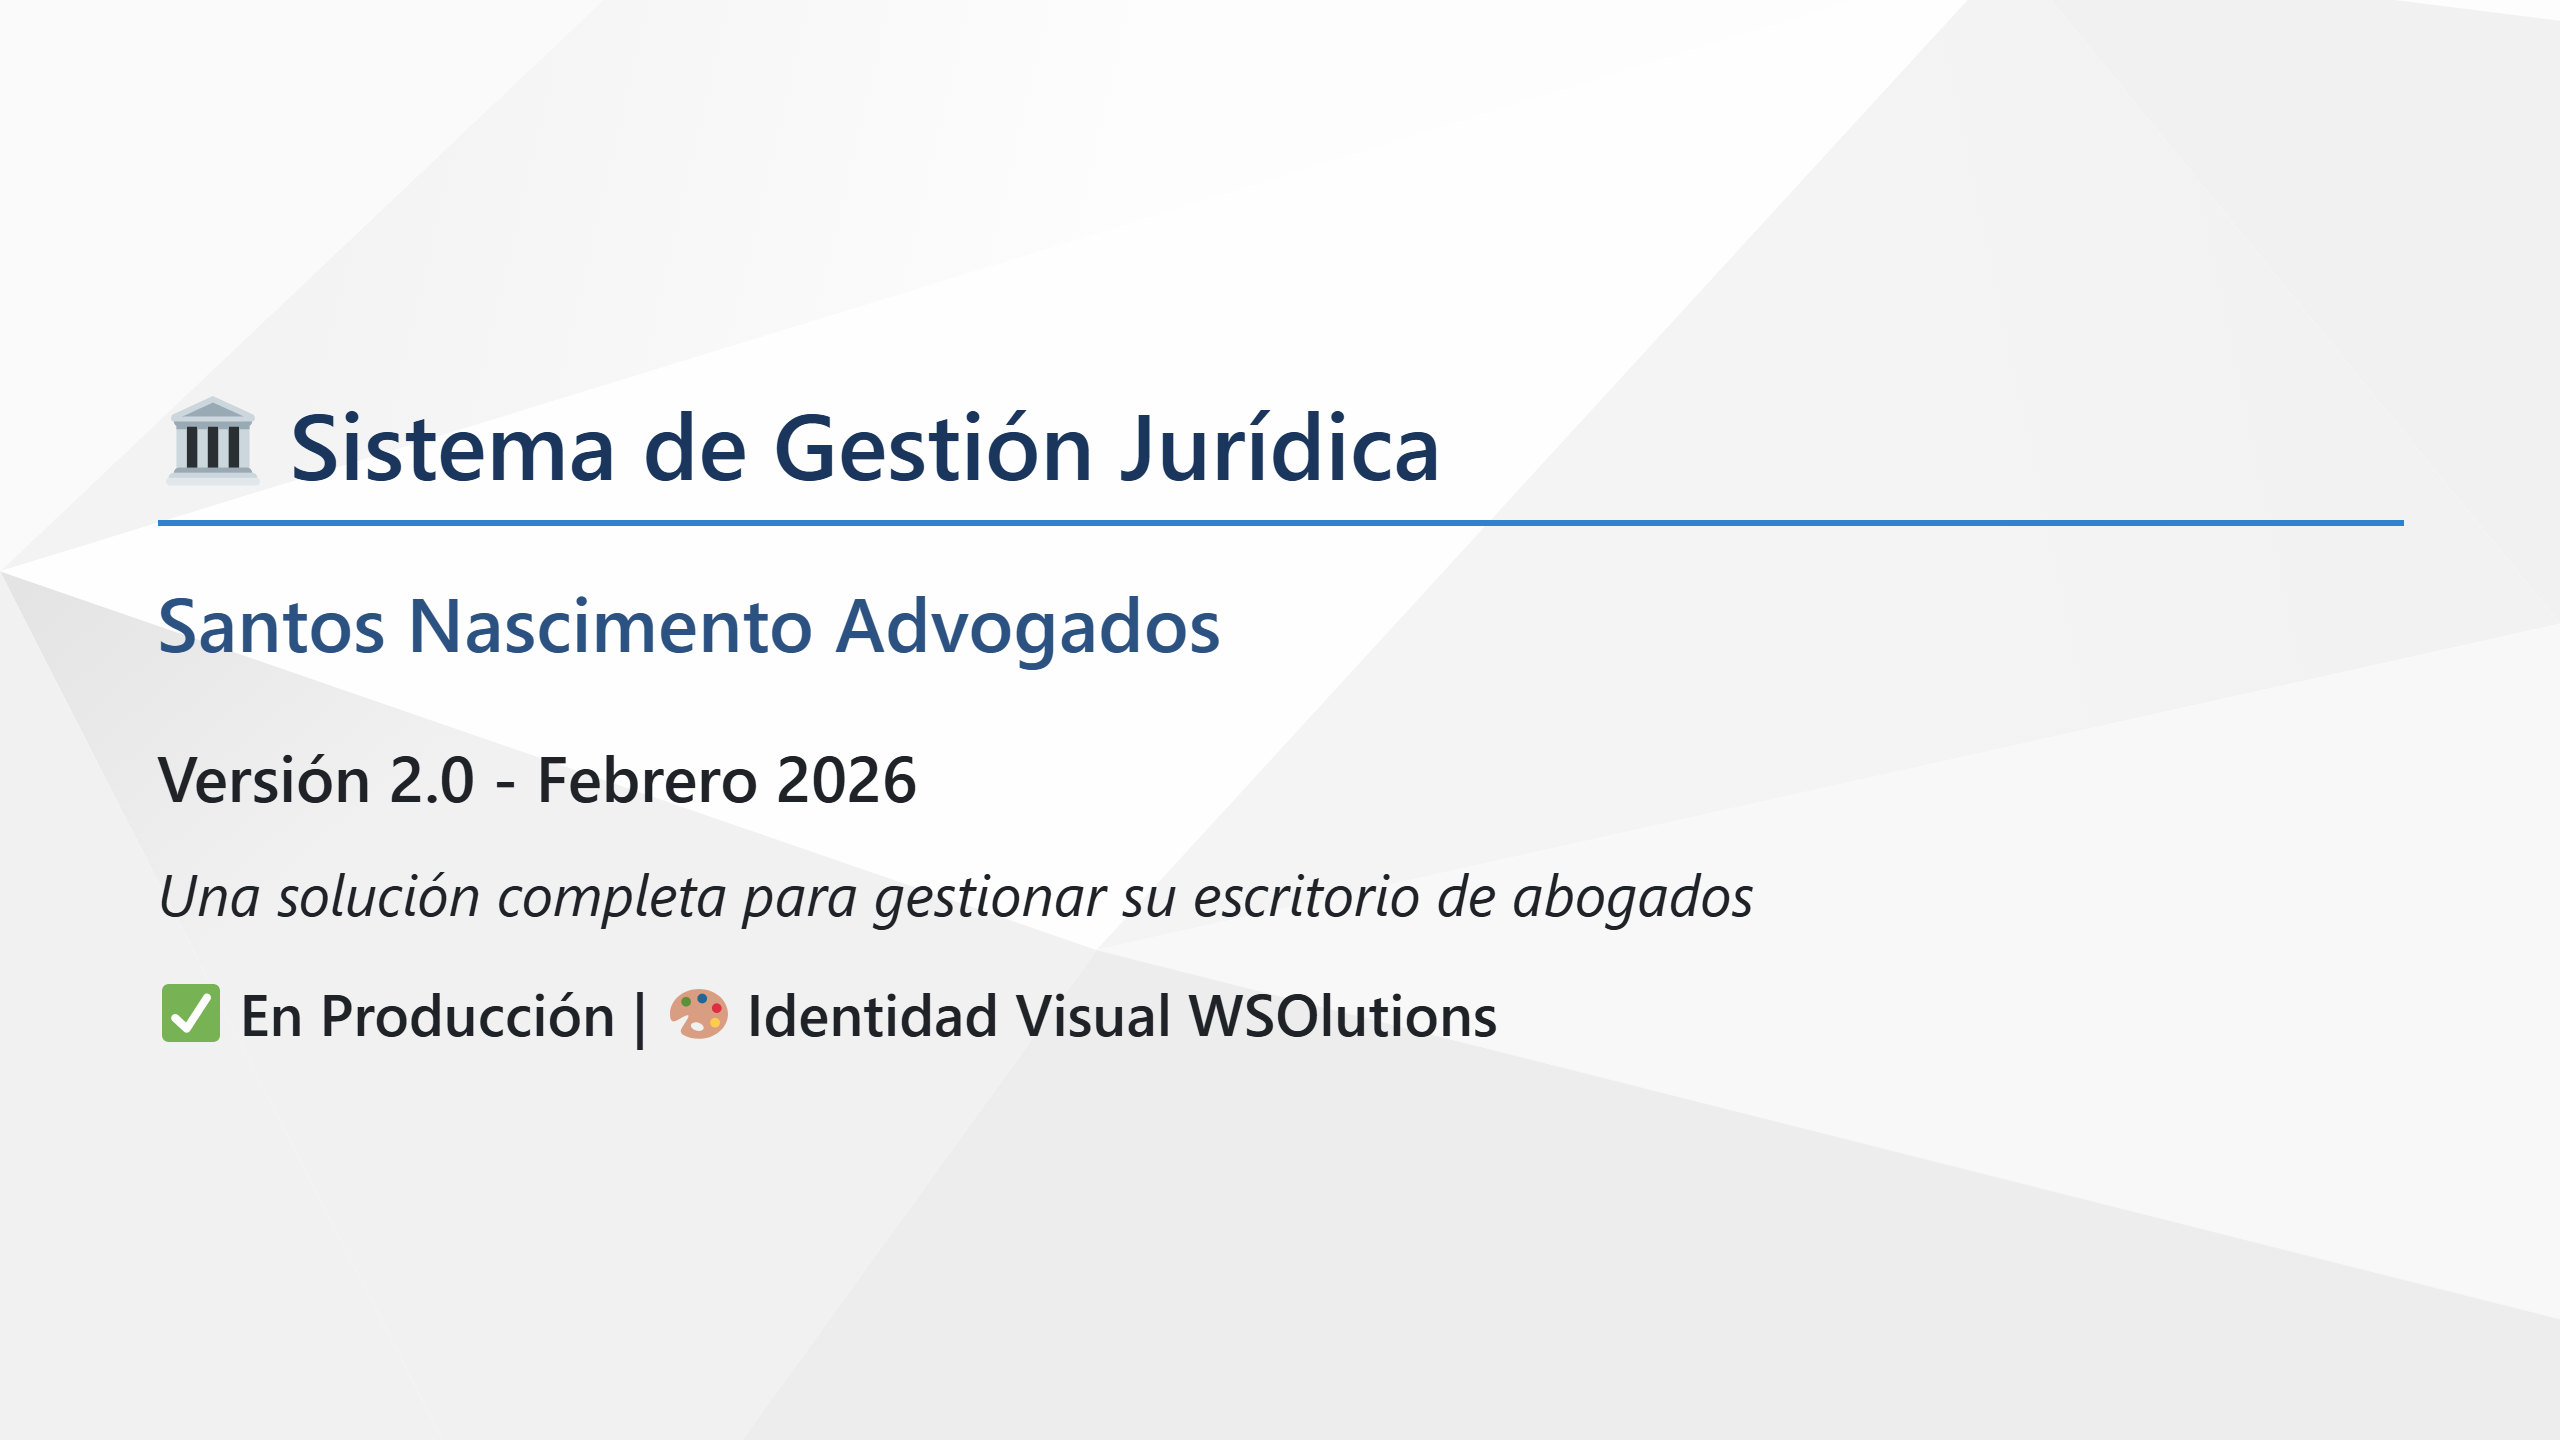 🏛️ Sistema de Gestión Jurídica
Santos Nascimento Advogados
Versión 2.0 - Febrero 2026
Una solución completa para gestionar su escritorio de abogados
✅ En Producción | 🎨 Identidad Visual WSOlutions